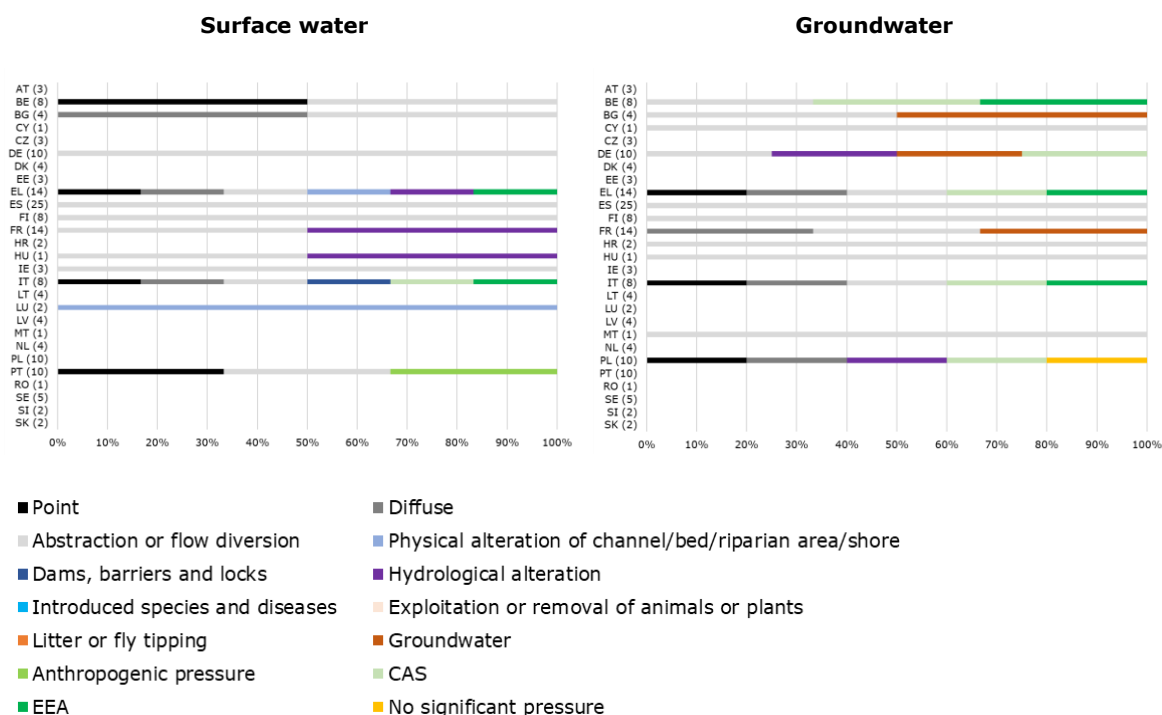 Surface water
Groundwater
AT (3)
BE (8)
BG (4)
CY (1)
CZ (3)
DE (10)
DK (4)
EE (3)
EL (14)
ES (25)
FI (8)
FR (14)
HR (2)
HU (1)
IE (3)
IT (8)
LT (4)
LU (2)
LV (4)
MT (1)
NL (4)
PL (10)
PT (10)
RO (1)
SE (5)
SI (2)
SK (2)
0% 10% 20% 30% 40% 50% 60% 70% 80% 90% 100%
AT (3)
BE (8)
BG (4)
CY (1)
CZ (3)
DE (10)
DK (4)
EE (3)
EL (14)
ES (25)
FI (8)
FR (14)
HR (2)
HU (1)
IE (3)
IT (8)
LT (4)
LU (2)
LV (4)
MT (1)
NL (4)
PL (10)
PT (10)
RO (1)
SE (5)
SI (2)
SK (2)
0% 10% 20% 30% 40% 50% 60% 70% 80% 90% 100%
Point
Diffuse
Abstraction or flow diversion
Physical alteration of channel/bed/riparian area/shore
Dams, barriers and locks
Hydrological alteration
Introduced species and diseases
Exploitation or removal of animals or plants
Litter or fly tipping
Groundwater
Anthropogenic pressure
CAS
EEA
No significant pressure